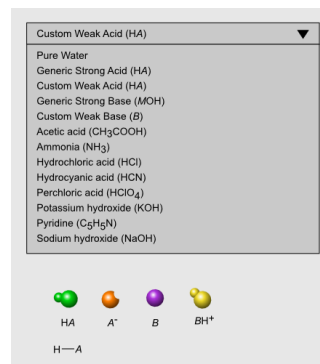 Custom Weak Acid (HA)
Pure Water
Generic Strong Acid (HA)
Custom Weak Acid (HA)
Generic Strong Base (MOH)
Custom Weak Base (B)
Acetic acid (CH₃COOH)
Ammonia (NH₃)
Hydrochloric acid (HCl)
Hydrocyanic acid (HCN)
Perchloric acid (HClO₄)
Potassium hydroxide (KOH)
Pyridine (C₅H₅N)
Sodium hydroxide (NaOH)
HA A⁻ B BH⁺
H—A